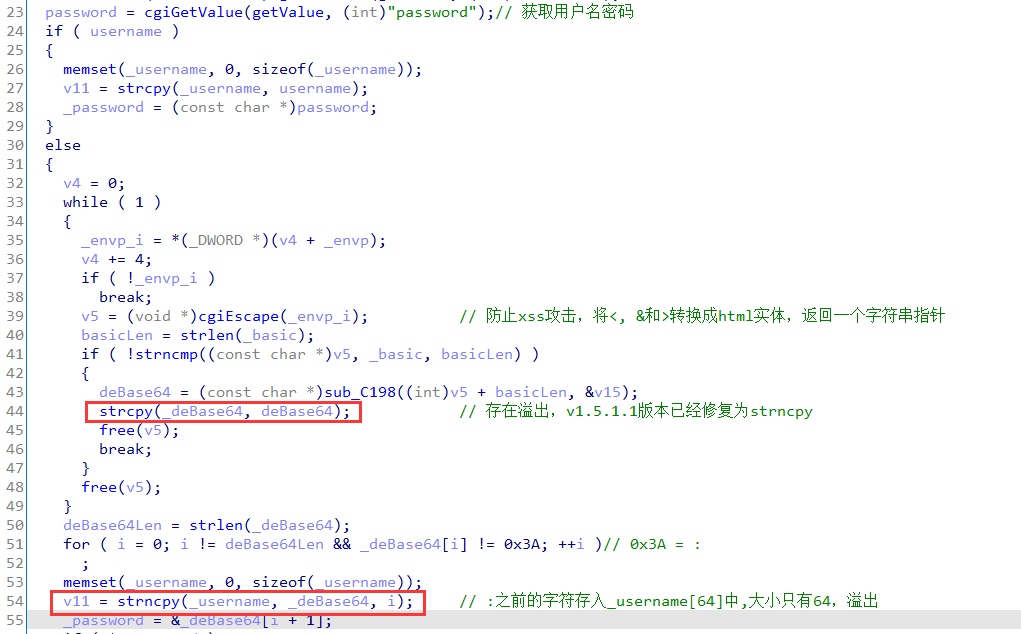 23 password = cgiGetValue(getValue, (int)"password");// 获取用户名密码
24 if ( username )
25 {
26 memset(_username, 0, sizeof(_username));
27 v11 = strcpy(_username, username);
28 _password = (const char *)password;
29 }
30 else
31 {
32 v4 = 0;
33 while ( 1 )
34 {
35 _envp_i = *(_DWORD *)(v4 + _envp);
36 v4 += 4;
37 if ( !_envp_i )
38 break;
39 v5 = (void *)cgiEscape(_envp_i); // 防止xss攻击，将<, &和>转换成html实体，返回一个字符串指针
40 basicLen = strlen(_basic);
41 if ( !strncmp((const char *)v5, _basic, basicLen) )
42 {
43 deBase64 = (const char *)sub_C198((int)v5 + basicLen, &v15);
44 strcpy(_deBase64, deBase64); // 存在溢出，v1.5.1.1版本已经修复为strncpy
45 free(v5);
46 break;
47 }
48 free(v5);
49 }
50 deBase64Len = strlen(_deBase64);
51 for ( i = 0; i != deBase64Len && _deBase64[i] != 0x3A; ++i )// 0x3A = :
52 ;
53 memset(_username, 0, sizeof(_username));
54 v11 = strncpy(_username, _deBase64, i); // :之前的字符存入_username[64]中,大小只有64，溢出
55 _password = &_deBase64[i + 1];